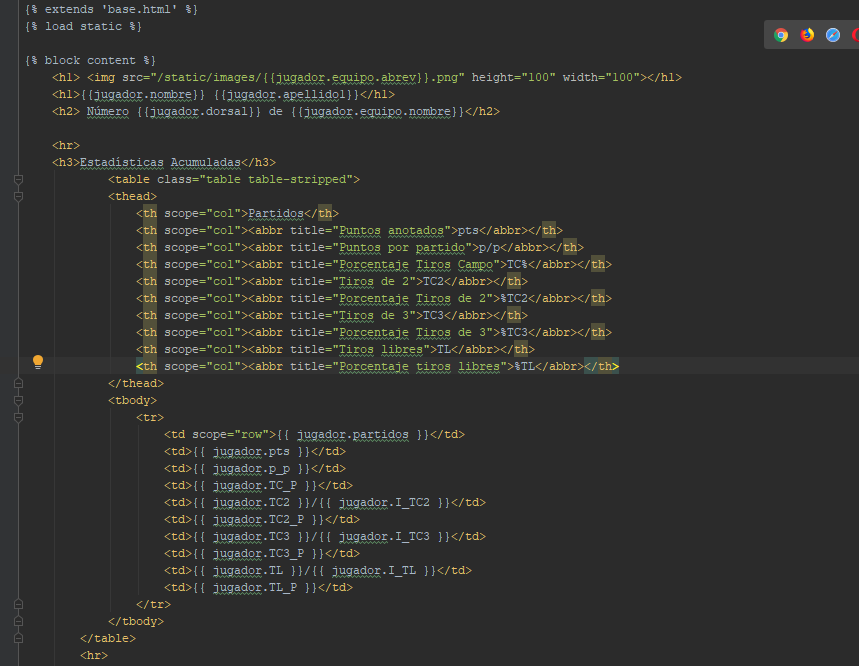 {% extends 'base.html' %}
{% load static %}
{% block content %}
<h1> <img src="/static/images/{{jugador.equipo.abrev}}.png" height="100" width="100"></h1>
<h1>{{jugador.nombre}} {{jugador.apellido1}}</h1>
<h2> Número {{jugador.dorsal}} de {{jugador.equipo.nombre}}</h2>
<hr>
<h3>Estadísticas Acumuladas</h3>
<table class="table table-stripped">
<thead>
<th scope="col">Partidos</th>
<th scope="col"><abbr title="Puntos anotados">pts</abbr></th>
<th scope="col"><abbr title="Puntos por partido">p/p</abbr></th>
<th scope="col"><abbr title="Porcentaje Tiros Campo">TC%</abbr></th>
<th scope="col"><abbr title="Tiros de 2">TC2</abbr></th>
<th scope="col"><abbr title="Porcentaje Tiros de 2">%TC2</abbr></th>
<th scope="col"><abbr title="Tiros de 3">TC3</abbr></th>
<th scope="col"><abbr title="Porcentaje Tiros de 3">%TC3</abbr></th>
<th scope="col"><abbr title="Tiros libres">TL</abbr></th>
<th scope="col"><abbr title="Porcentaje tiros libres">%TL</abbr></th>
</thead>
<tbody>
<tr>
<td scope="row">{{ jugador.partidos }}</td>
<td>{{ jugador.pts }}</td>
<td>{{ jugador.p_p }}</td>
<td>{{ jugador.TC_P }}</td>
<td>{{ jugador.TC2 }}/{{ jugador.I_TC2 }}</td>
<td>{{ jugador.TC2_P }}</td>
<td>{{ jugador.TC3 }}/{{ jugador.I_TC3 }}</td>
<td>{{ jugador.TC3_P }}</td>
<td>{{ jugador.TL }}/{{ jugador.I_TL }}</td>
<td>{{ jugador.TL_P }}</td>
</tr>
</tbody>
</table>
<hr>